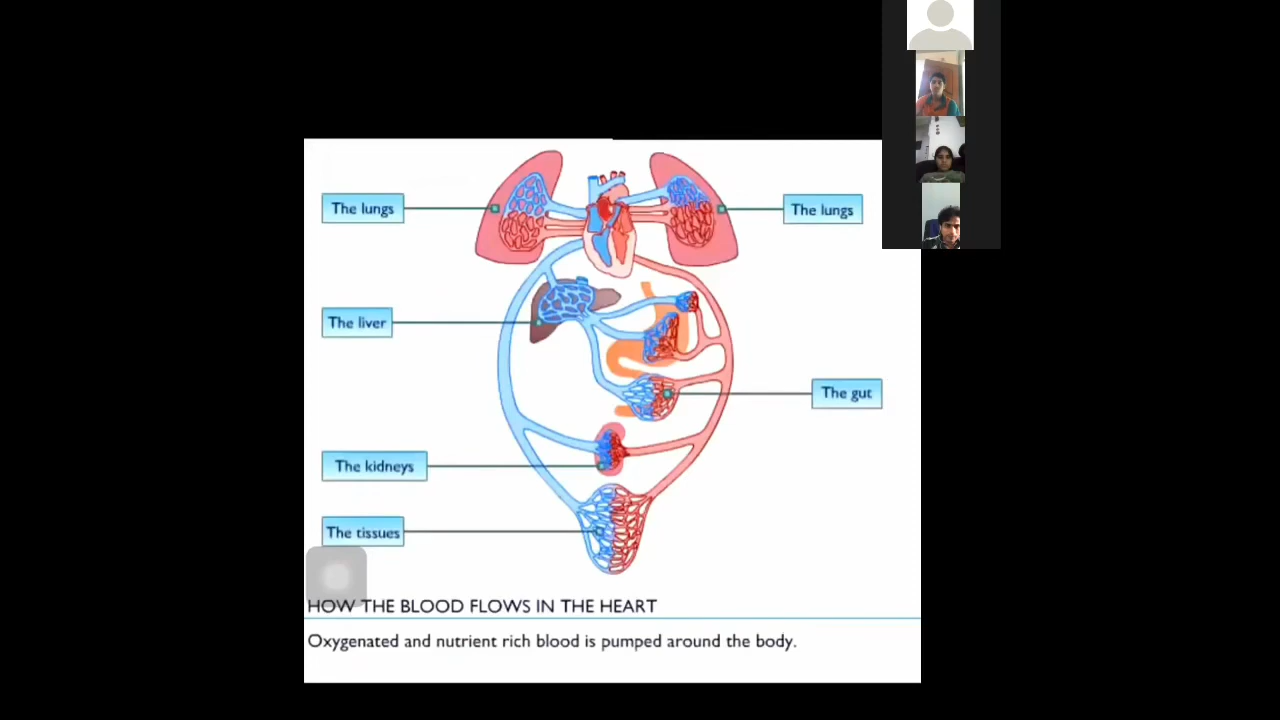 The lungs
The lungs
The liver
The gut
The kidneys
The tissues
HOW THE BLOOD FLOWS IN THE HEART
Oxygenated and nutrient rich blood is pumped around the body.